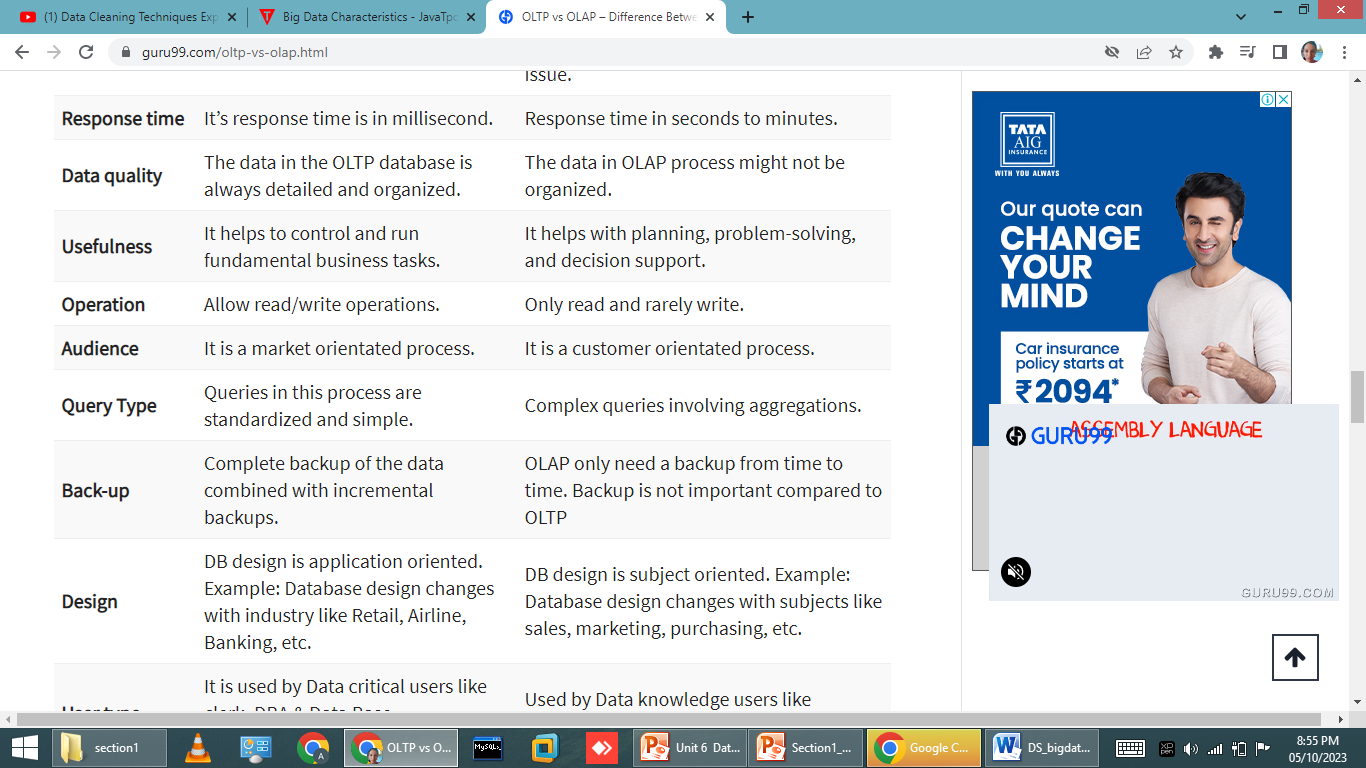 (1) Data Cleaning Techniques Exp
Big Data Characteristics - JavaTpo
OLTP vs OLAP – Difference Betwe
guru99.com/oltp-vs-olap.html
issue.
Response time It’s response time is in millisecond. Response time in seconds to minutes.
Data quality
The data in the OLTP database is
always detailed and organized.
The data in OLAP process might not be
organized.
Usefulness
It helps to control and run
fundamental business tasks.
It helps with planning, problem-solving,
and decision support.
Operation Allow read/write operations. Only read and rarely write.
Audience It is a market orientated process. It is a customer orientated process.
Query Type
Queries in this process are
standardized and simple.
Complex queries involving aggregations.
Back-up
Complete backup of the data
combined with incremental
backups.
OLAP only need a backup from time to
time. Backup is not important compared to
OLTP
Design
DB design is application oriented.
Example: Database design changes
with industry like Retail, Airline,
Banking, etc.
DB design is subject oriented. Example:
Database design changes with subjects like
sales, marketing, purchasing, etc.
User type
It is used by Data critical users like
clerk, DBA & Data Base
Used by Data knowledge users like
TATA
AIG
INSURANCE
WITH YOU ALWAYS
Our quote can
CHANGE
YOUR
MIND
Car insurance
policy starts at
₹2094*
GURU99
ASSEMBLY LANGUAGE
GURU99.COM
section1
OLTP vs O...
MySQL
Unit 6 Dat...
Section1_...
Google C...
DS_bigdat...
XP
pen
8:55 PM
05/10/2023